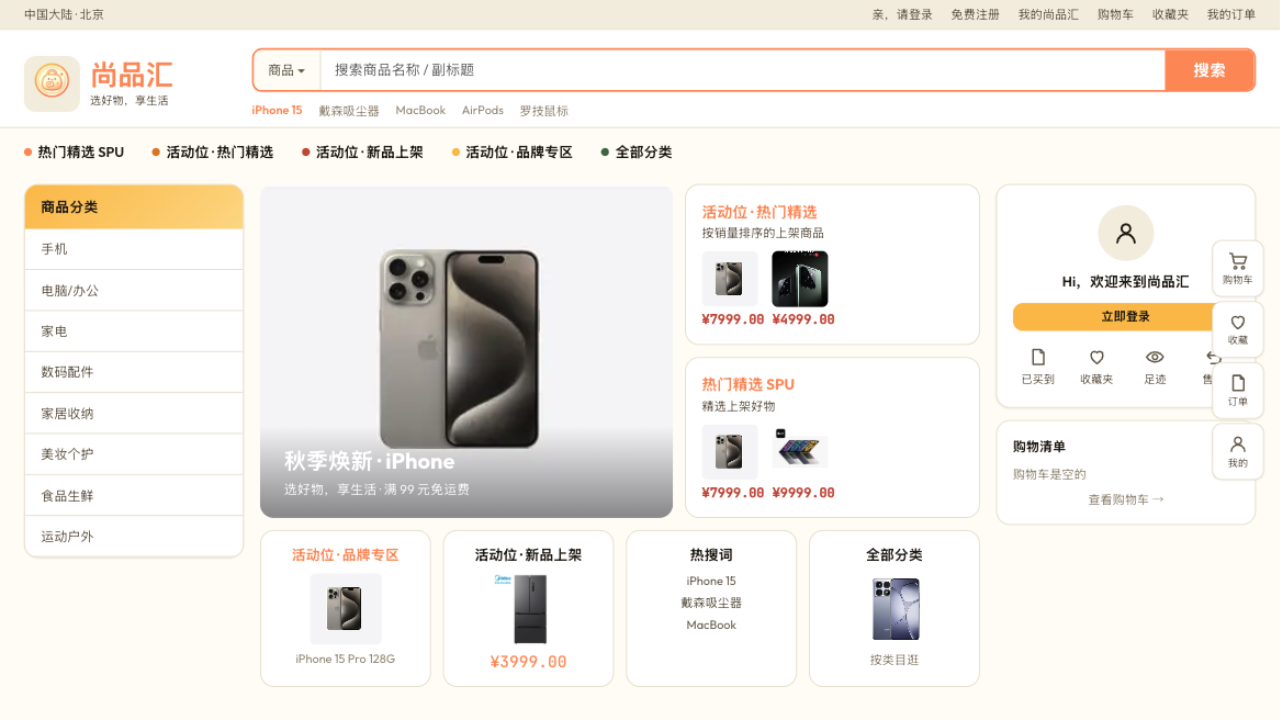 中国大陆·北京
亲，请登录 免费注册 我的尚品汇 购物车 收藏夹 我的订单
尚品汇
选好物，享生活
商品 搜索商品名称 / 副标题 搜索
iPhone 15 戴森吸尘器 MacBook AirPods 罗技鼠标
热门精选 SPU 活动位·热门精选 活动位·新品上架 活动位·品牌专区 全部分类
商品分类
手机
电脑/办公
家电
数码配件
家居收纳
美妆个护
食品生鲜
运动户外
秋季焕新·iPhone
选好物，享生活·满 99 元免运费
活动位·热门精选
按销量排序的上架商品
¥7999.00 ¥4999.00
热门精选 SPU
精选上架好物
¥7999.00 ¥9999.00
Hi，欢迎来到尚品汇
立即登录
已买到 收藏夹 足迹 售
购物清单
购物车是空的
查看购物车 →
购物车
收藏
订单
我的
活动位·品牌专区
iPhone 15 Pro 128G
活动位·新品上架
Midea
¥3999.00
热搜词
iPhone 15
戴森吸尘器
MacBook
全部分类
按类目逛